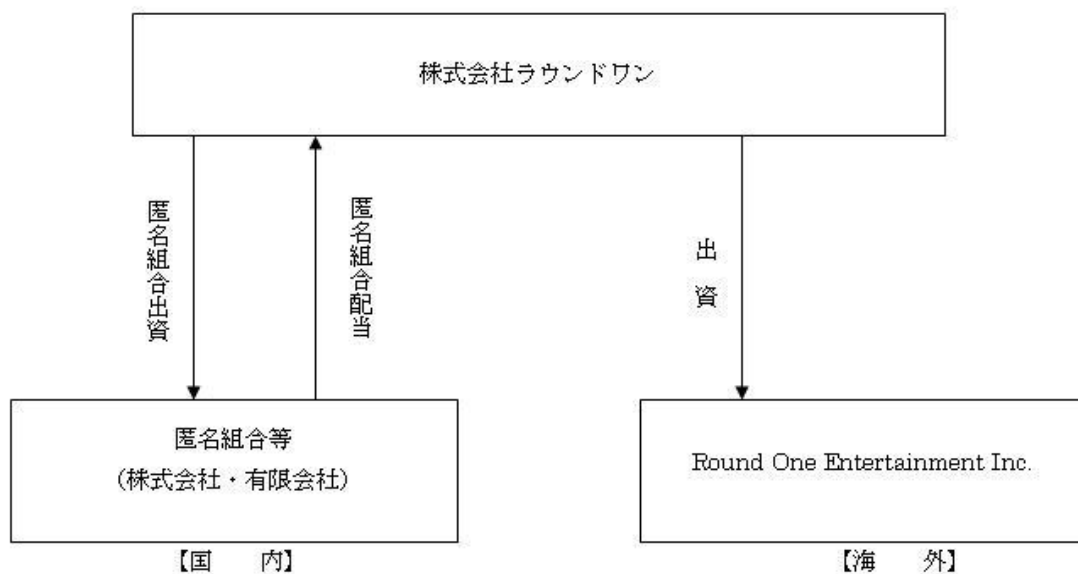 株式会社ラウンドワン
匿名組合出資
匿名組合配当
出資
匿名組合等
(株式会社・有限会社)
Round One Entertainment Inc.
【国　　内】
【海　　外】